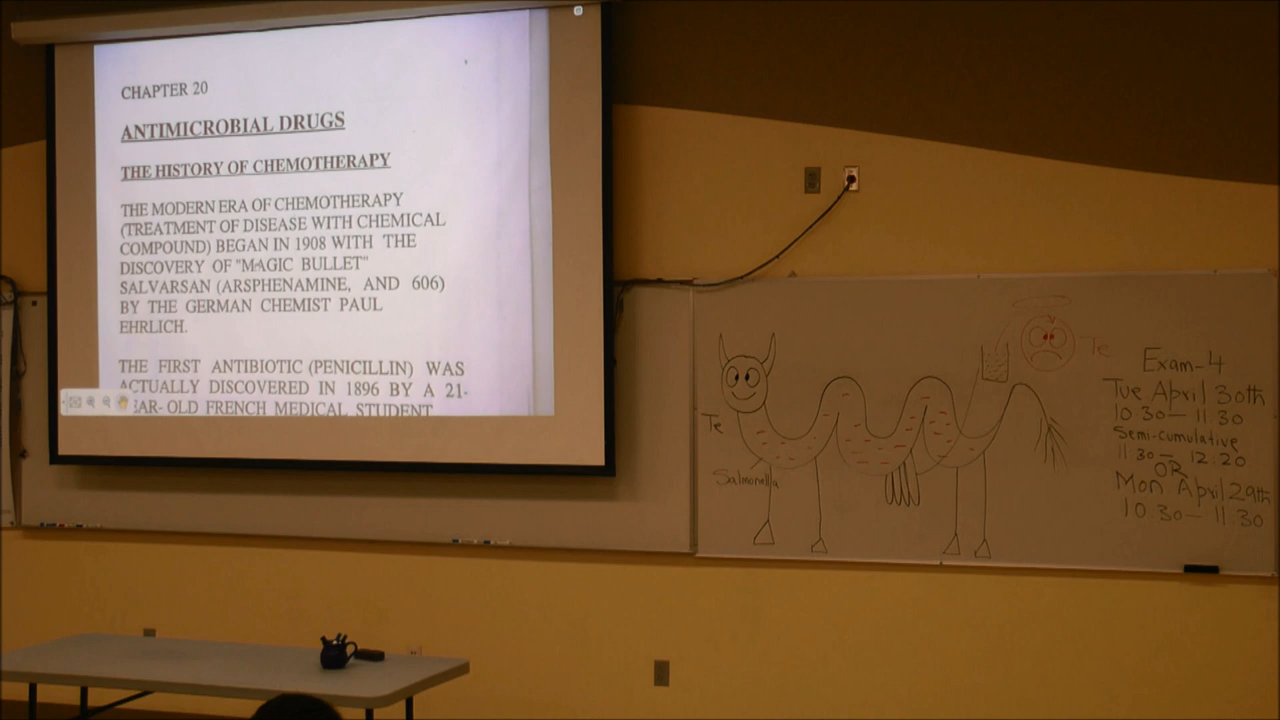 CHAPTER 20
ANTIMICROBIAL DRUGS
THE HISTORY OF CHEMOTHERAPY
THE MODERN ERA OF CHEMOTHERAPY
(TREATMENT OF DISEASE WITH CHEMICAL
COMPOUND) BEGAN IN 1908 WITH THE
DISCOVERY OF "MAGIC BULLET"
SALVARSAN (ARSPHENAMINE, AND 606)
BY THE GERMAN CHEMIST PAUL
EHRLICH.
THE FIRST ANTIBIOTIC (PENICILLIN) WAS
ACTUALLY DISCOVERED IN 1896 BY A 21-
EAR- OLD FRENCH MEDICAL STUDENT
Te
Salmonella
Te
Exam-4
Tue April 30th
10:30 — 11:30
Semi-cumulative
11:30 — 12:20
OR
Mon April 29th
10:30 — 11:30